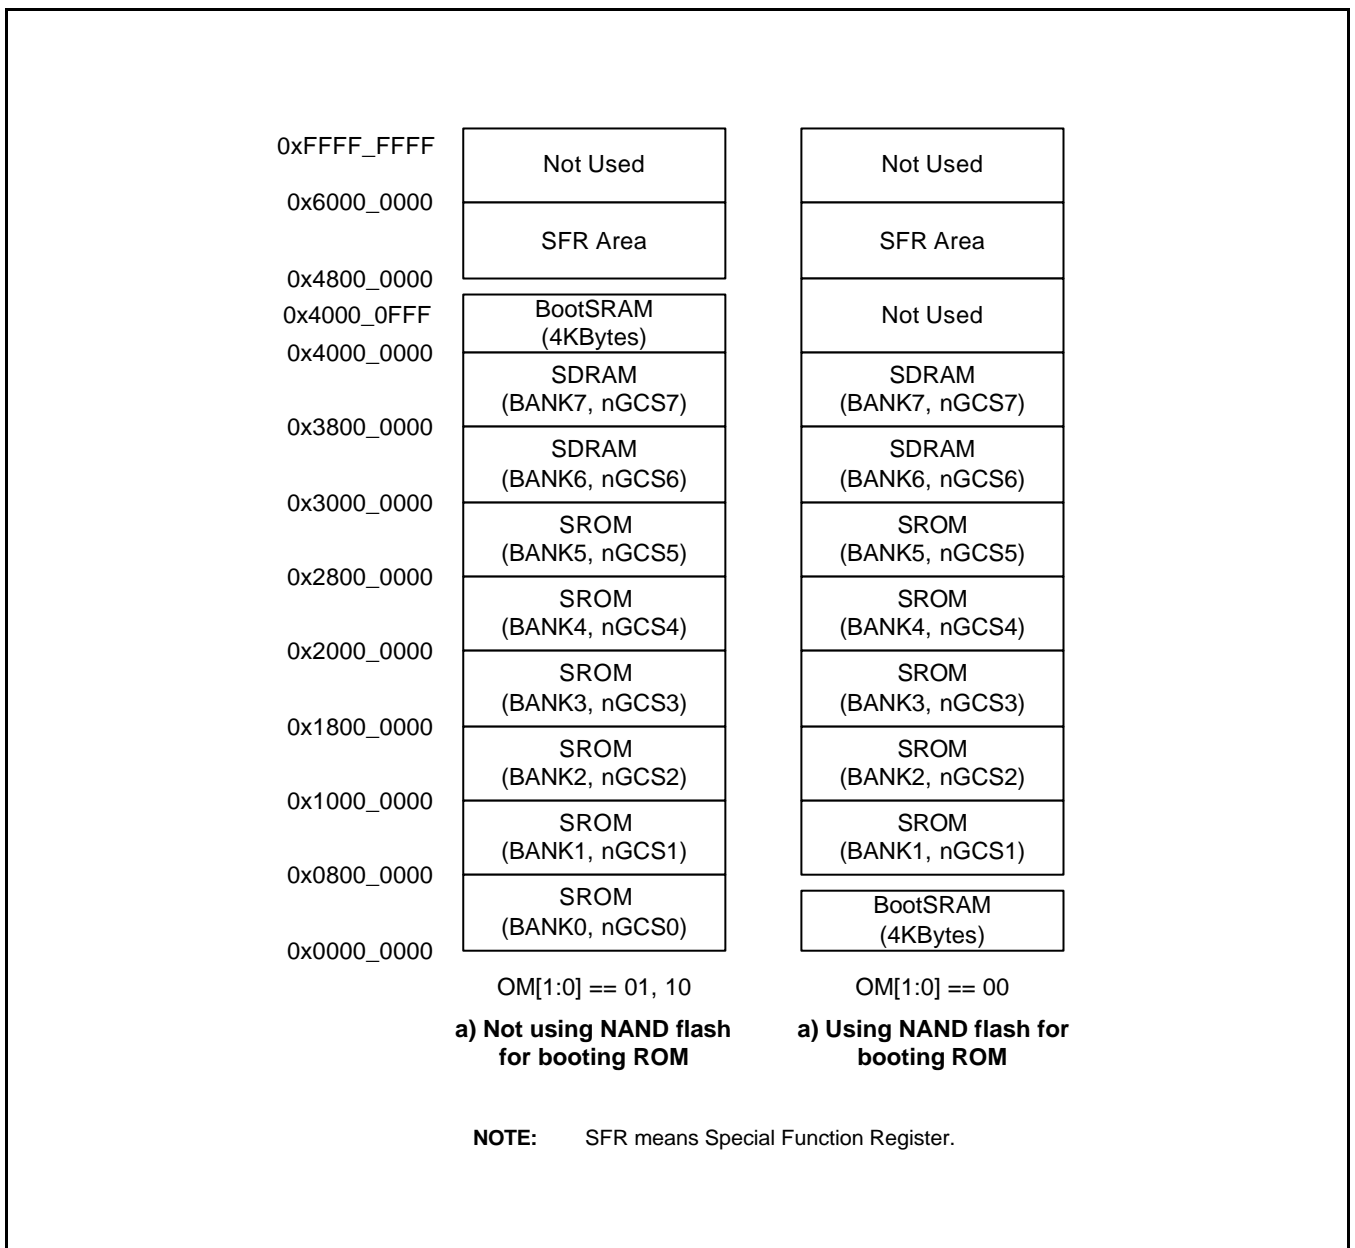 0xFFFF_FFFF
Not Used
Not Used
0x6000_0000
SFR Area
SFR Area
0x4800_0000
BootSRAM
(4KBytes)
0x4000_0FFF
Not Used
0x4000_0000
SDRAM
(BANK7, nGCS7)
SDRAM
(BANK7, nGCS7)
0x3800_0000
SDRAM
(BANK6, nGCS6)
SDRAM
(BANK6, nGCS6)
0x3000_0000
SROM
(BANK5, nGCS5)
SROM
(BANK5, nGCS5)
0x2800_0000
SROM
(BANK4, nGCS4)
SROM
(BANK4, nGCS4)
0x2000_0000
SROM
(BANK3, nGCS3)
SROM
(BANK3, nGCS3)
0x1800_0000
SROM
(BANK2, nGCS2)
SROM
(BANK2, nGCS2)
0x1000_0000
SROM
(BANK1, nGCS1)
SROM
(BANK1, nGCS1)
0x0800_0000
SROM
(BANK0, nGCS0)
BootSRAM
(4KBytes)
0x0000_0000
OM[1:0] == 01, 10
OM[1:0] == 00
a) Not using NAND flash
for booting ROM
a) Using NAND flash for
booting ROM
NOTE: SFR means Special Function Register.